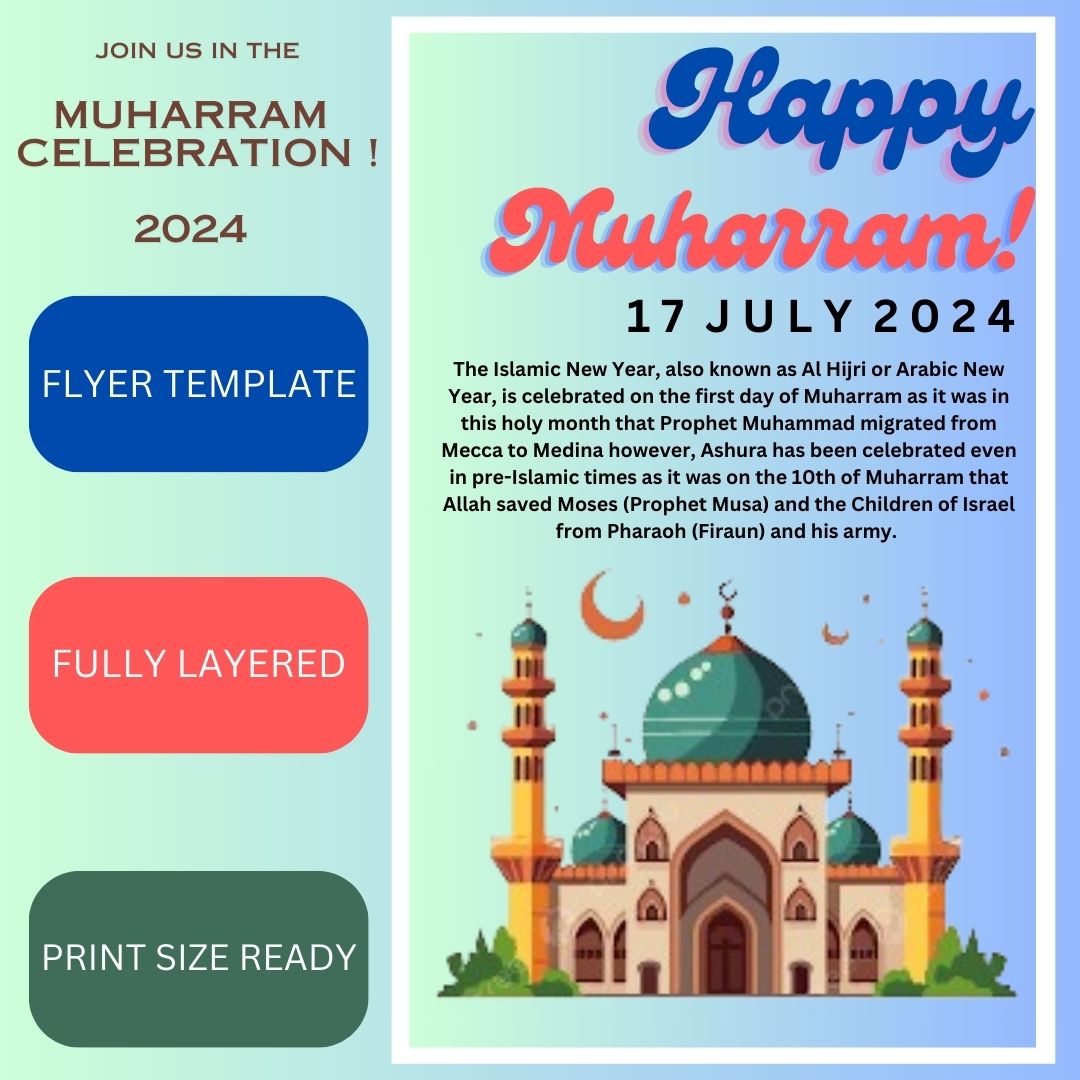 JOIN US IN THE
MUHARRAM
CELEBRATION !
2024
FLYER TEMPLATE
FULLY LAYERED
PRINT SIZE READY
Happy
Muharram!
17 JULY 2024
The Islamic New Year, also known as Al Hijri or Arabic New
Year, is celebrated on the first day of Muharram as it was in
this holy month that Prophet Muhammad migrated from
Mecca to Medina however, Ashura has been celebrated even
in pre-Islamic times as it was on the 10th of Muharram that
Allah saved Moses (Prophet Musa) and the Children of Israel
from Pharaoh (Firaun) and his army.